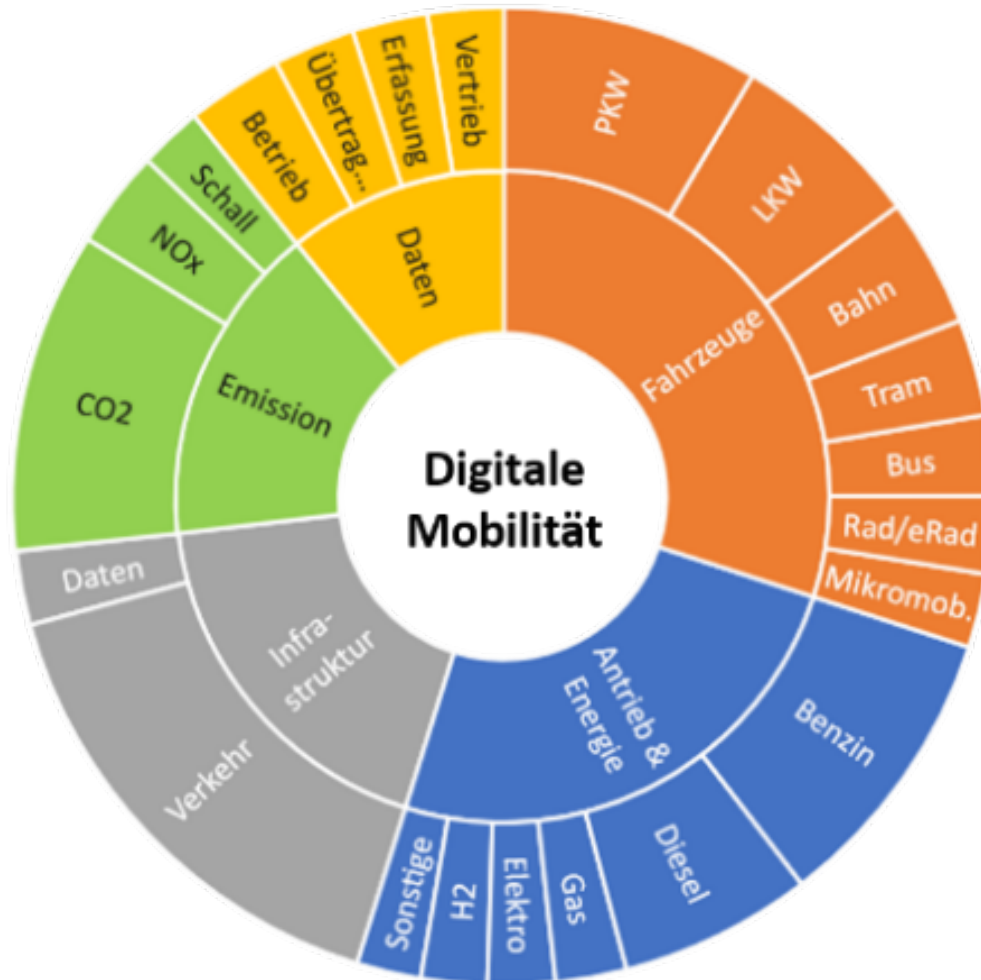 Digitale
Mobilität
Fahrzeuge
PKW
LKW
Bahn
Tram
Bus
Rad/eRad
Mikromob.
Antrieb &
Energie
Benzin
Diesel
Gas
Elektro
H2
Sonstige
Infra-
struktur
Verkehr
Daten
Emission
CO2
NOx
Schall
Daten
Betrieb
Übertrag...
Erfassung
Vertrieb